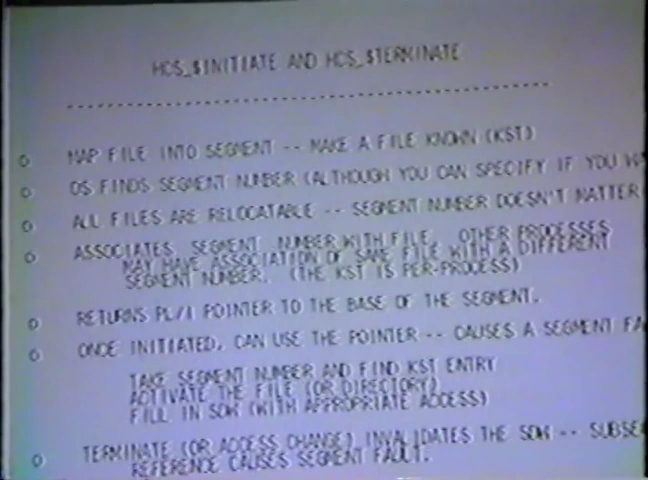 HCS_$INITIATE AND HCS_$TERMINATE
- - - - - - - - - - - - - - - - - - - - - - - - - - - - - - - - - - - - - - - -
O MAP FILE INTO SEGMENT -- MAKE A FILE KNOWN (KST)
O OS FINDS SEGMENT NUMBER (ALTHOUGH YOU CAN SPECIFY IF YOU
O ALL FILES ARE RELOCATABLE -- SEGMENT NUMBER DOESN'T MATTER
O ASSOCIATES SEGMENT NUMBER WITH FILE. OTHER PROCESSES
MAY HAVE ASSOCIATION OF SAME FILE WITH A DIFFERENT
SEGMENT NUMBER. (THE KST IS PER-PROCESS)
O RETURNS PL/I POINTER TO THE BASE OF THE SEGMENT.
O ONCE INITIATED, CAN USE THE POINTER -- CAUSES A SEGMENT FA
TAKE SEGMENT NUMBER AND FIND KST ENTRY
ACTIVATE THE FILE (OR DIRECTORY)
FILL IN SDW (WITH APPROPRIATE ACCESS)
O TERMINATE (OR ACCESS CHANGE) INVALIDATES THE SDW -- SUBSE
REFERENCE CAUSES SEGMENT FAULT.